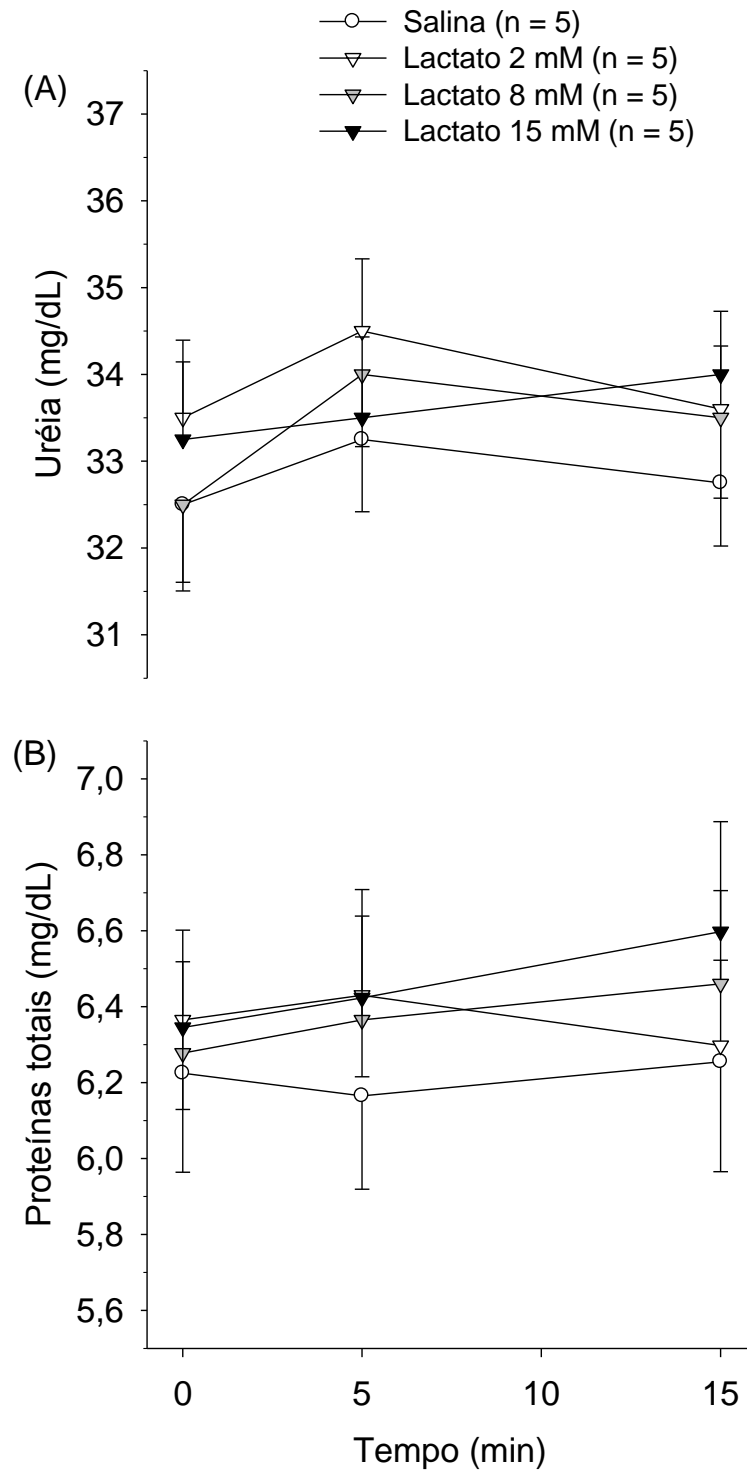 Salina (n = 5)
Lactato 2 mM (n = 5)
Lactato 8 mM (n = 5)
Lactato 15 mM (n = 5)
(A)
37
36
35
34
33
32
31
Uréia (mg/dL)
(B)
7,0
6,8
6,6
6,4
6,2
6,0
5,8
5,6
Proteínas totais (mg/dL)
0 5 10 15
Tempo (min)